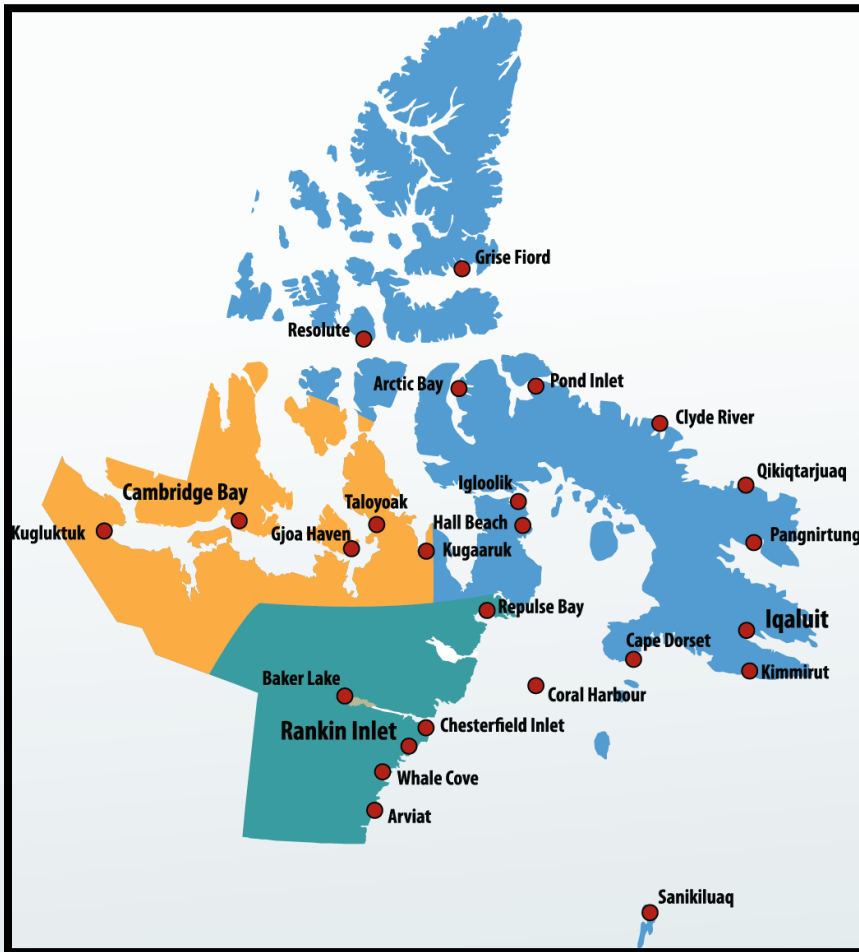 Grise Fiord
Resolute
Arctic Bay
Pond Inlet
Clyde River
Qikiqtarjuaq
Igloolik
Cambridge Bay
Taloyoak
Hall Beach
Kugluktuk
Gjoa Haven
Kugaaruk
Pangnirtung
Repulse Bay
Iqaluit
Cape Dorset
Kimmirut
Baker Lake
Coral Harbour
Rankin Inlet
Chesterfield Inlet
Whale Cove
Arviat
Sanikiluaq